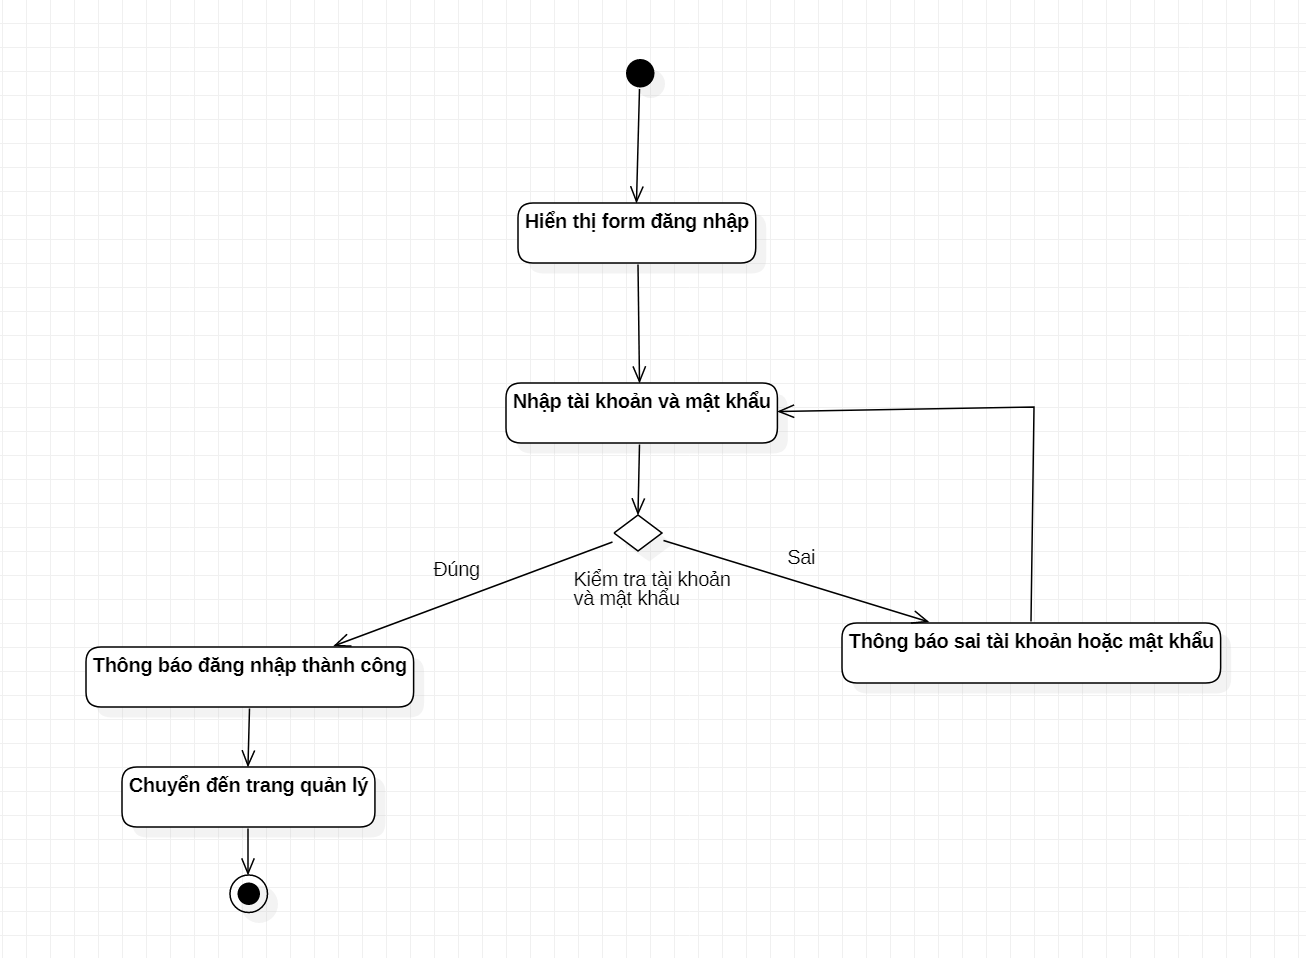 Hiển thị form đăng nhập
Nhập tài khoản và mật khẩu
Đúng
Sai
Kiểm tra tài khoản
và mật khẩu
Thông báo đăng nhập thành công
Thông báo sai tài khoản hoặc mật khẩu
Chuyển đến trang quản lý